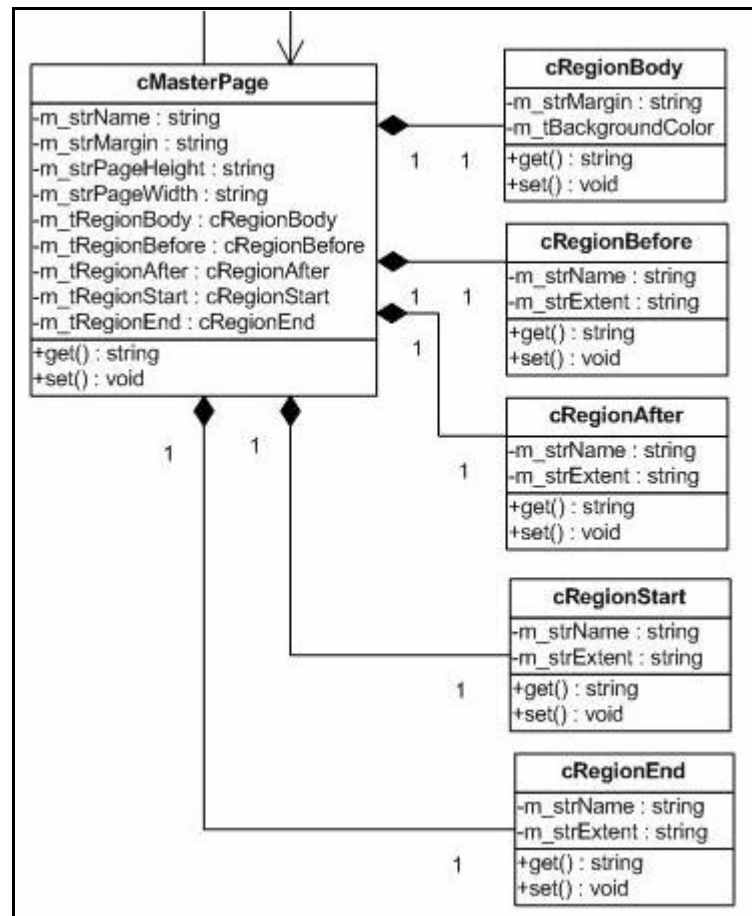 cMasterPage
-m_strName : string
-m_strMargin : string
-m_strPageHeight : string
-m_strPageWidth : string
-m_tRegionBody : cRegionBody
-m_tRegionBefore : cRegionBefore
-m_tRegionAfter : cRegionAfter
-m_tRegionStart : cRegionStart
-m_tRegionEnd : cRegionEnd
+get() : string
+set() : void
cRegionBody
-m_strMargin : string
-m_tBackgroundColor
+get() : string
+set() : void
1 1
cRegionBefore
-m_strName : string
-m_strExtent : string
+get() : string
+set() : void
1 1
cRegionAfter
-m_strName : string
-m_strExtent : string
+get() : string
+set() : void
1
1
1 1
cRegionStart
-m_strName : string
-m_strExtent : string
+get() : string
+set() : void
1
cRegionEnd
-m_strName : string
-m_strExtent : string
+get() : string
+set() : void
1